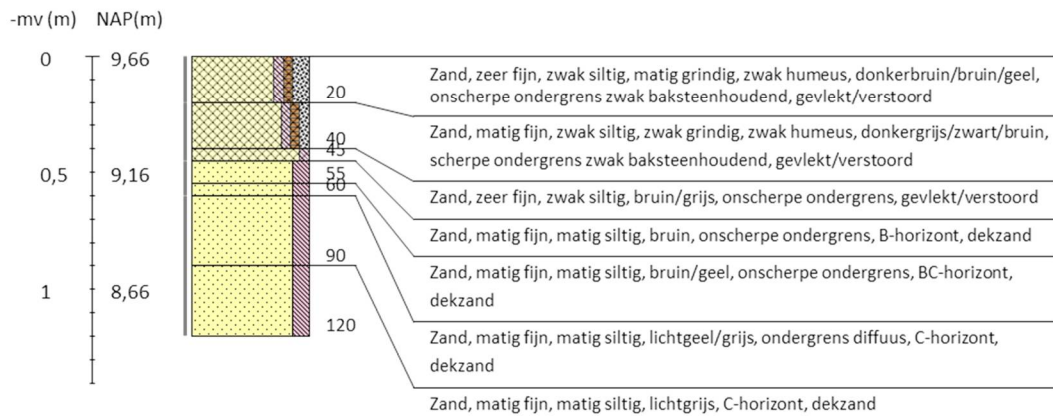 -mv (m) NAP(m)
0 9,66
0,5 9,16
1 8,66
20
40
45
55
60
90
120
Zand, zeer fijn, zwak siltig, matig grindig, zwak humeus, donkerbruin/bruin/geel,
onscherpe ondergrens zwak baksteenhoudend, gevlekt/verstoord
Zand, matig fijn, zwak siltig, zwak grindig, zwak humeus, donkergrijs/zwart/bruin,
scherpe ondergrens zwak baksteenhoudend, gevlekt/verstoord
Zand, zeer fijn, zwak siltig, bruin/grijs, onscherpe ondergrens, gevlekt/verstoord
Zand, matig fijn, matig siltig, bruin, onscherpe ondergrens, B-horizont, dekzand
Zand, matig fijn, matig siltig, bruin/geel, onscherpe ondergrens, BC-horizont,
dekzand
Zand, matig fijn, matig siltig, lichtgeel/grijs, ondergrens diffuus, C-horizont,
dekzand
Zand, matig fijn, matig siltig, lichtgrijs, C-horizont, dekzand